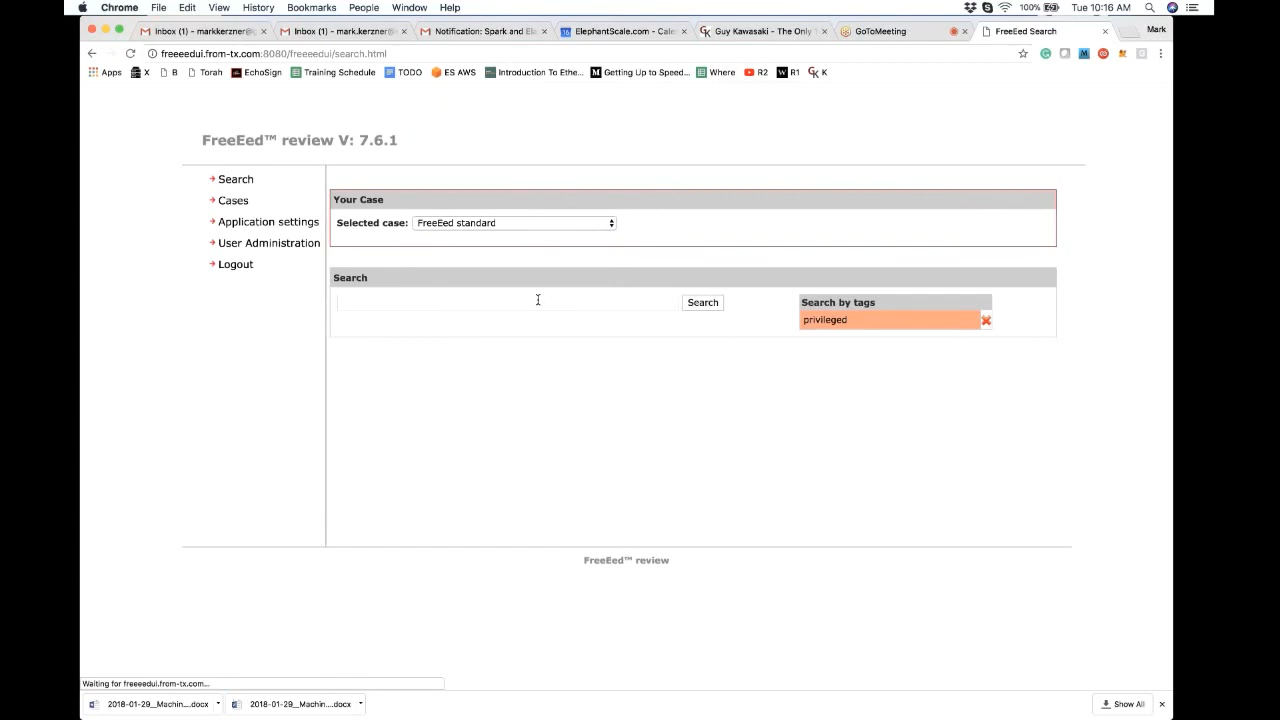 Chrome File Edit View History Bookmarks People Window Help 100% Tue 10:16 AM
Inbox (1) - markkerzner@ Inbox (1) - mark.kerzner@ Notification: Spark and Ela ElephantScale.com - Cale Guy Kawasaki - The Only GoToMeeting FreeEed Search Mark
freeeedui.from-tx.com:8080/freeeedui/search.html
Apps X B Torah EchoSign Training Schedule TODO ES AWS Introduction To Ethe... Getting Up to Speed... Where R2 R1 K
FreeEed™ review V: 7.6.1
Search
Cases
Application settings
User Administration
Logout
Your Case
Selected case: FreeEed standard
Search
Search
Search by tags
privileged
FreeEed™ review
Waiting for freeeedui.from-tx.com...
2018-01-29__Machin....docx 2018-01-29__Machin....docx Show All